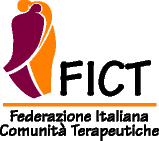 FICT
Federazione Italiana
Comunità Terapeutiche